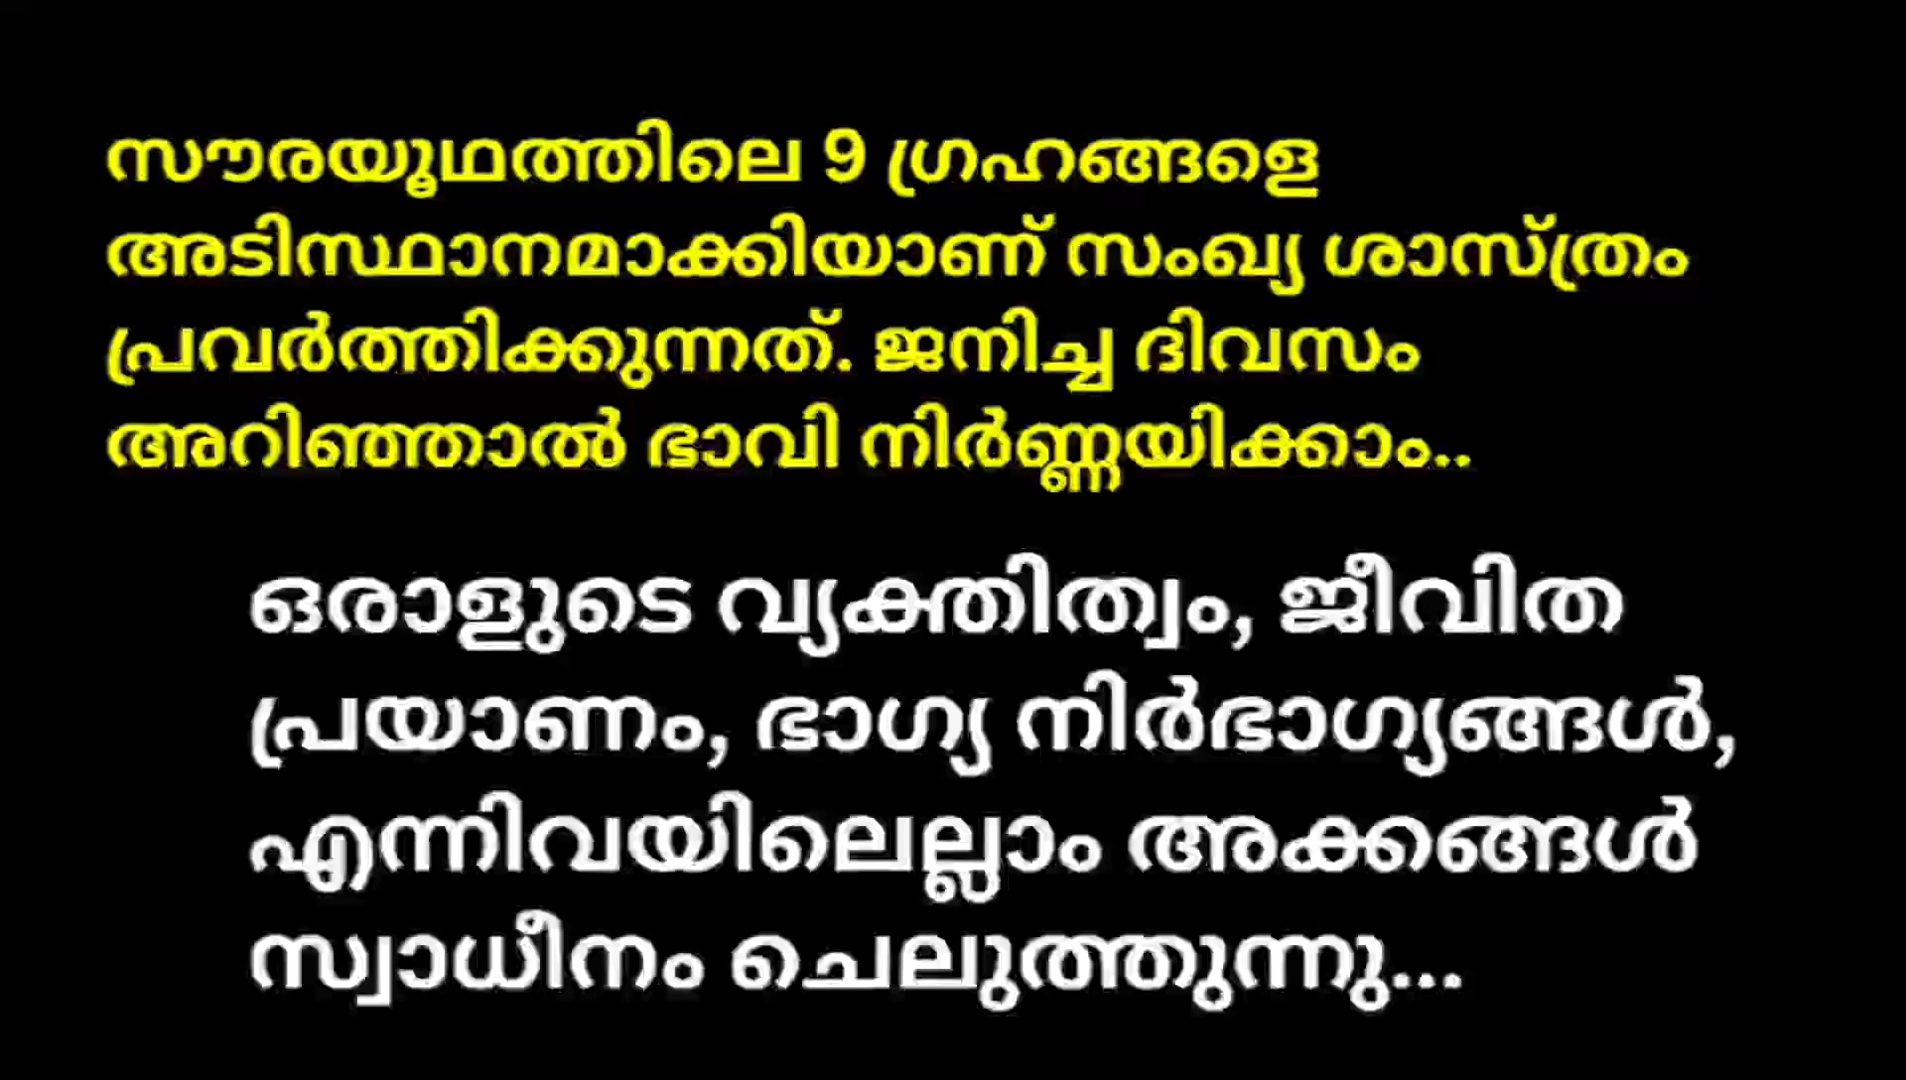 സൗരയൂഥത്തിലെ 9 ഗ്രഹങ്ങളെ
അടിസ്ഥാനമാക്കിയാണ് സംഖ്യ ശാസ്ത്രം
പ്രവർത്തിക്കുന്നത്. ജനിച്ച ദിവസം
അറിഞ്ഞാൽ ഭാവി നിർണ്ണയിക്കാം..
ഒരാളുടെ വ്യക്തിത്വം, ജീവിത
പ്രയാണം, ഭാഗ്യ നിർഭാഗ്യങ്ങൾ,
എന്നിവയിലെല്ലാം അക്കങ്ങൾ
സ്വാധീനം ചെലുത്തുന്നു...